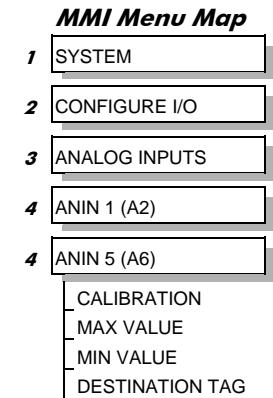 MMI Menu Map
1 SYSTEM
2 CONFIGURE I/O
3 ANALOG INPUTS
4 ANIN 1 (A2)
4 ANIN 5 (A6)
CALIBRATION
MAX VALUE
MIN VALUE
DESTINATION TAG